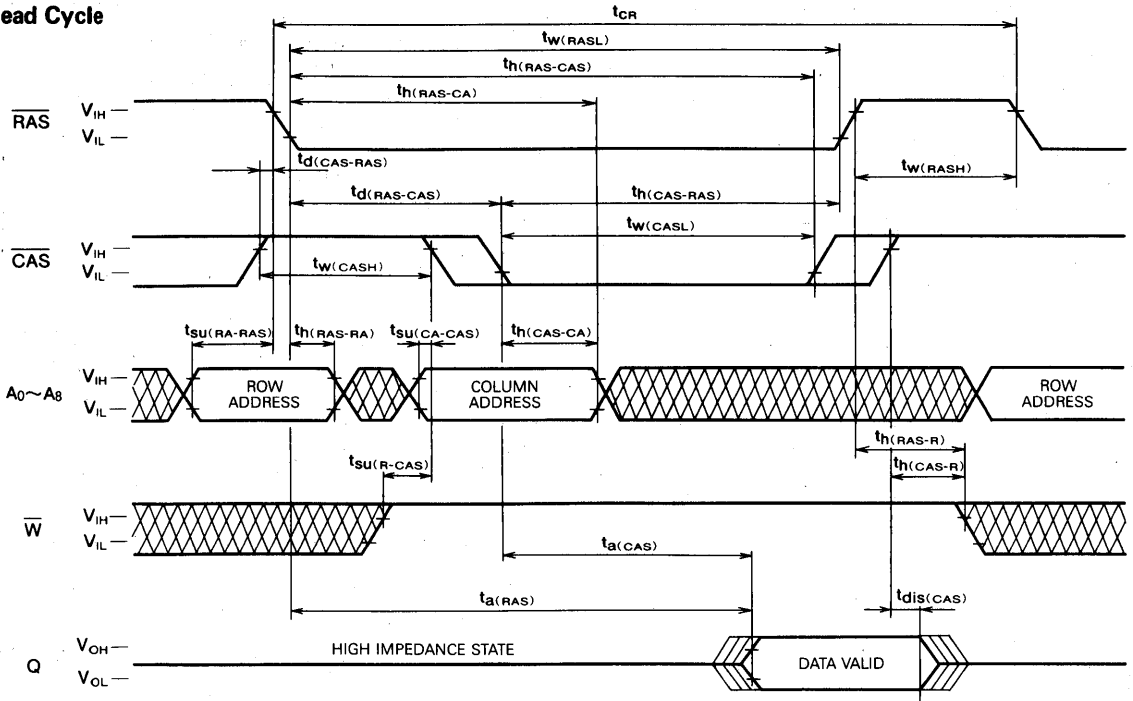 ead Cycle
tCR
tw(RASL)
th(RAS-CAS)
th(RAS-CA)
RAS
VIH
VIL
td(CAS-RAS)
tw(RASH)
td(RAS-CAS)
th(CAS-RAS)
tw(CASL)
CAS
VIH
VIL
tw(CASH)
tsu(RA-RAS)
th(RAS-RA)
tsu(CA-CAS)
th(CAS-CA)
A0~A8
VIH
VIL
ROW
ADDRESS
COLUMN
ADDRESS
ROW
ADDRESS
tsu(R-CAS)
th(RAS-R)
th(CAS-R)
W
VIH
VIL
ta(CAS)
ta(RAS)
tdis(CAS)
Q
VOH
VOL
HIGH IMPEDANCE STATE
DATA VALID